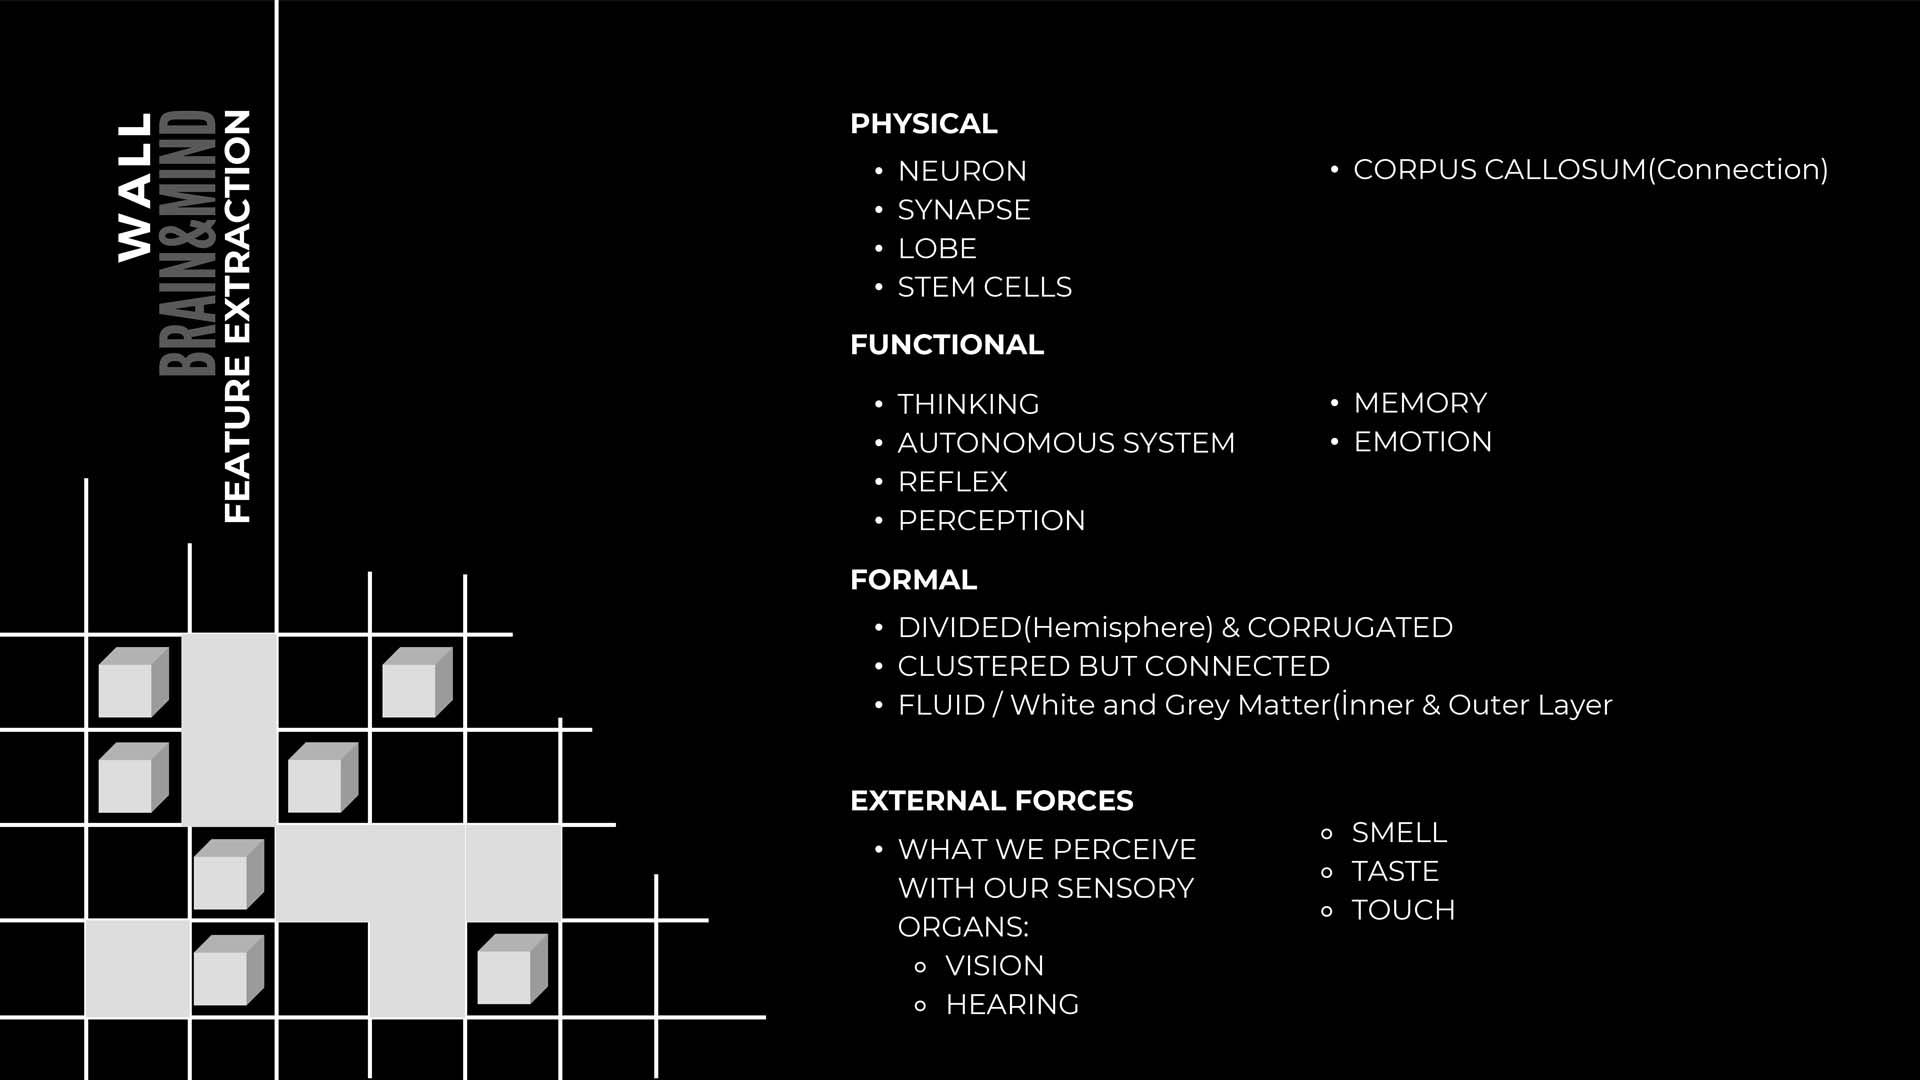 WALL
BRAIN&MIND
FEATURE EXTRACTION
PHYSICAL
• NEURON
• SYNAPSE
• LOBE
• STEM CELLS
• CORPUS CALLOSUM(Connection)
FUNCTIONAL
• THINKING
• AUTONOMOUS SYSTEM
• REFLEX
• PERCEPTION
• MEMORY
• EMOTION
FORMAL
• DIVIDED(Hemisphere) & CORRUGATED
• CLUSTERED BUT CONNECTED
• FLUID / White and Grey Matter(İnner & Outer Layer
EXTERNAL FORCES
• WHAT WE PERCEIVE
WITH OUR SENSORY
ORGANS:
◦ VISION
◦ HEARING
◦ SMELL
◦ TASTE
◦ TOUCH